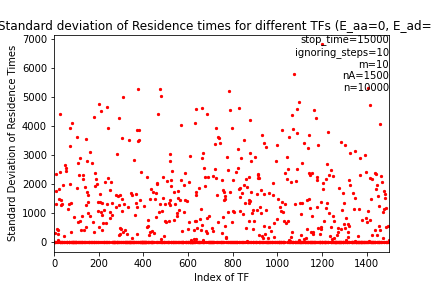 Standard deviation of Residence times for different TFs (E_aa=0, E_ad=
stop_time=15000
ignoring_steps=10
m=10
nA=1500
n=10000
7000
6000
5000
4000
3000
2000
1000
0
Standard Deviation of Residence Times
0 200 400 600 800 1000 1200 1400
Index of TF